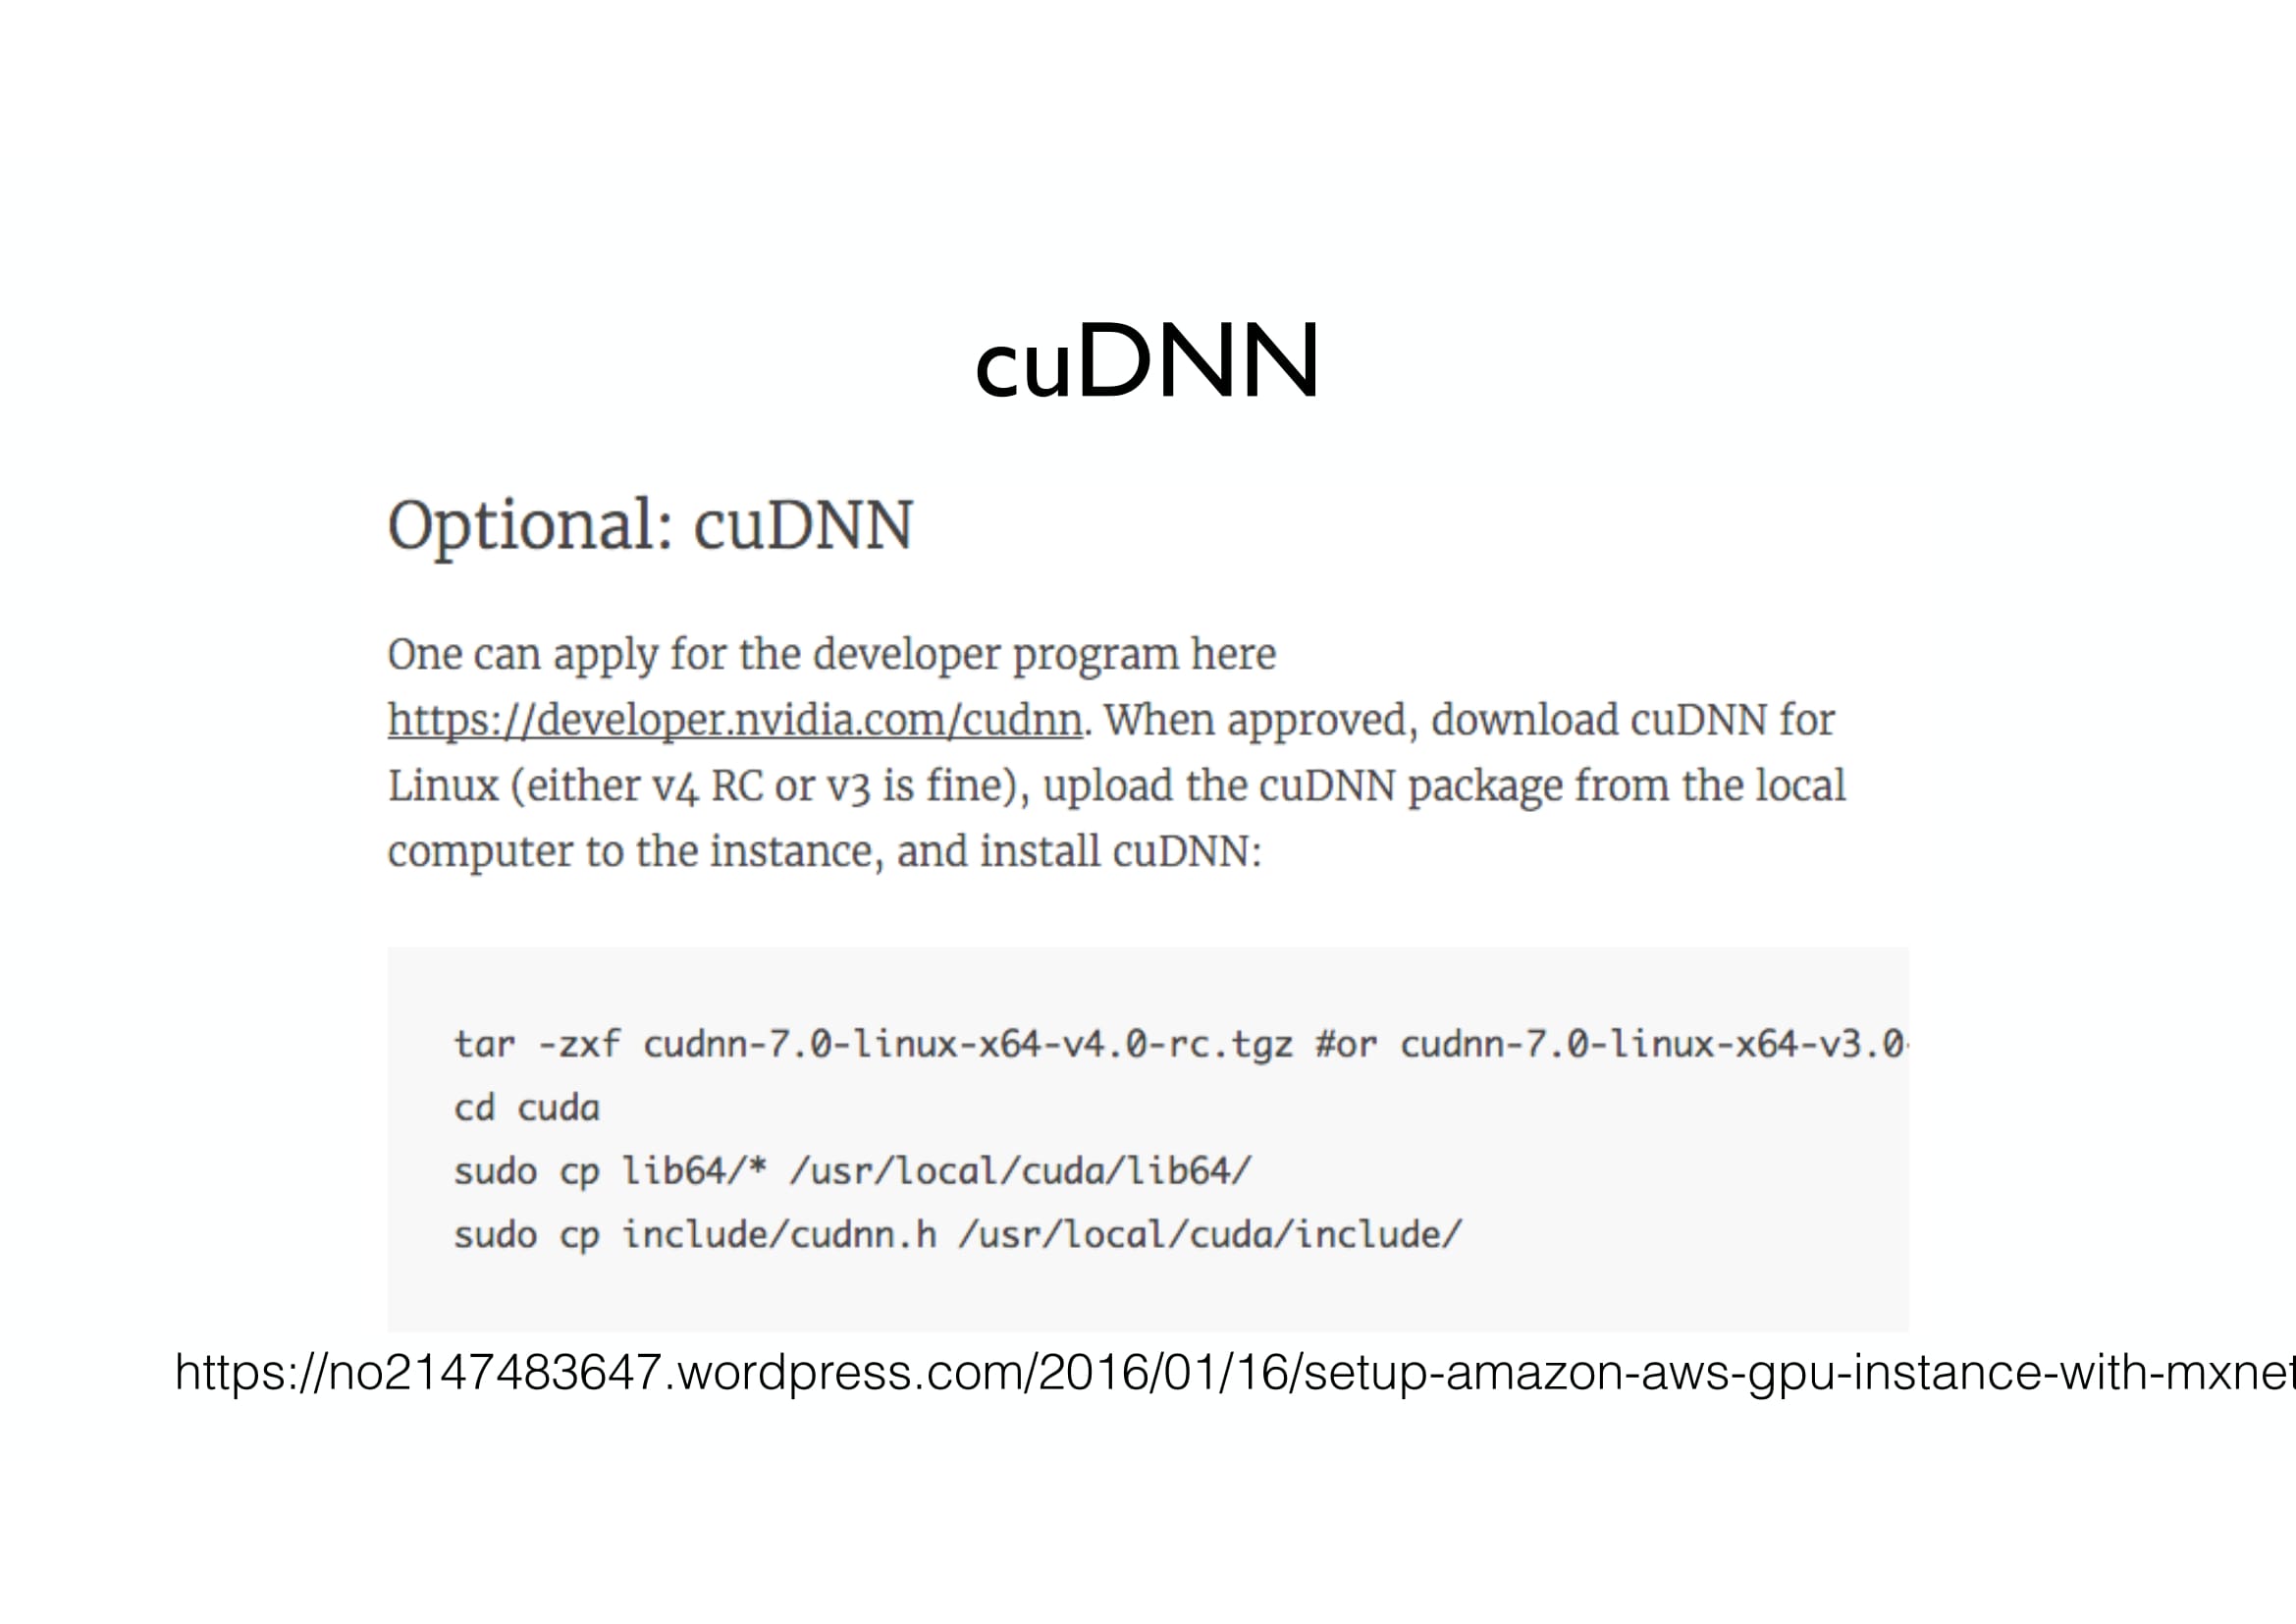 cuDNN
Optional: cuDNN
One can apply for the developer program here
https://developer.nvidia.com/cudnn. When approved, download cuDNN for
Linux (either v4 RC or v3 is fine), upload the cuDNN package from the local
computer to the instance, and install cuDNN:
tar -zxf cudnn-7.0-linux-x64-v4.0-rc.tgz #or cudnn-7.0-linux-x64-v3.0-
cd cuda
sudo cp lib64/* /usr/local/cuda/lib64/
sudo cp include/cudnn.h /usr/local/cuda/include/
https://no2147483647.wordpress.com/2016/01/16/setup-amazon-aws-gpu-instance-with-mxnet